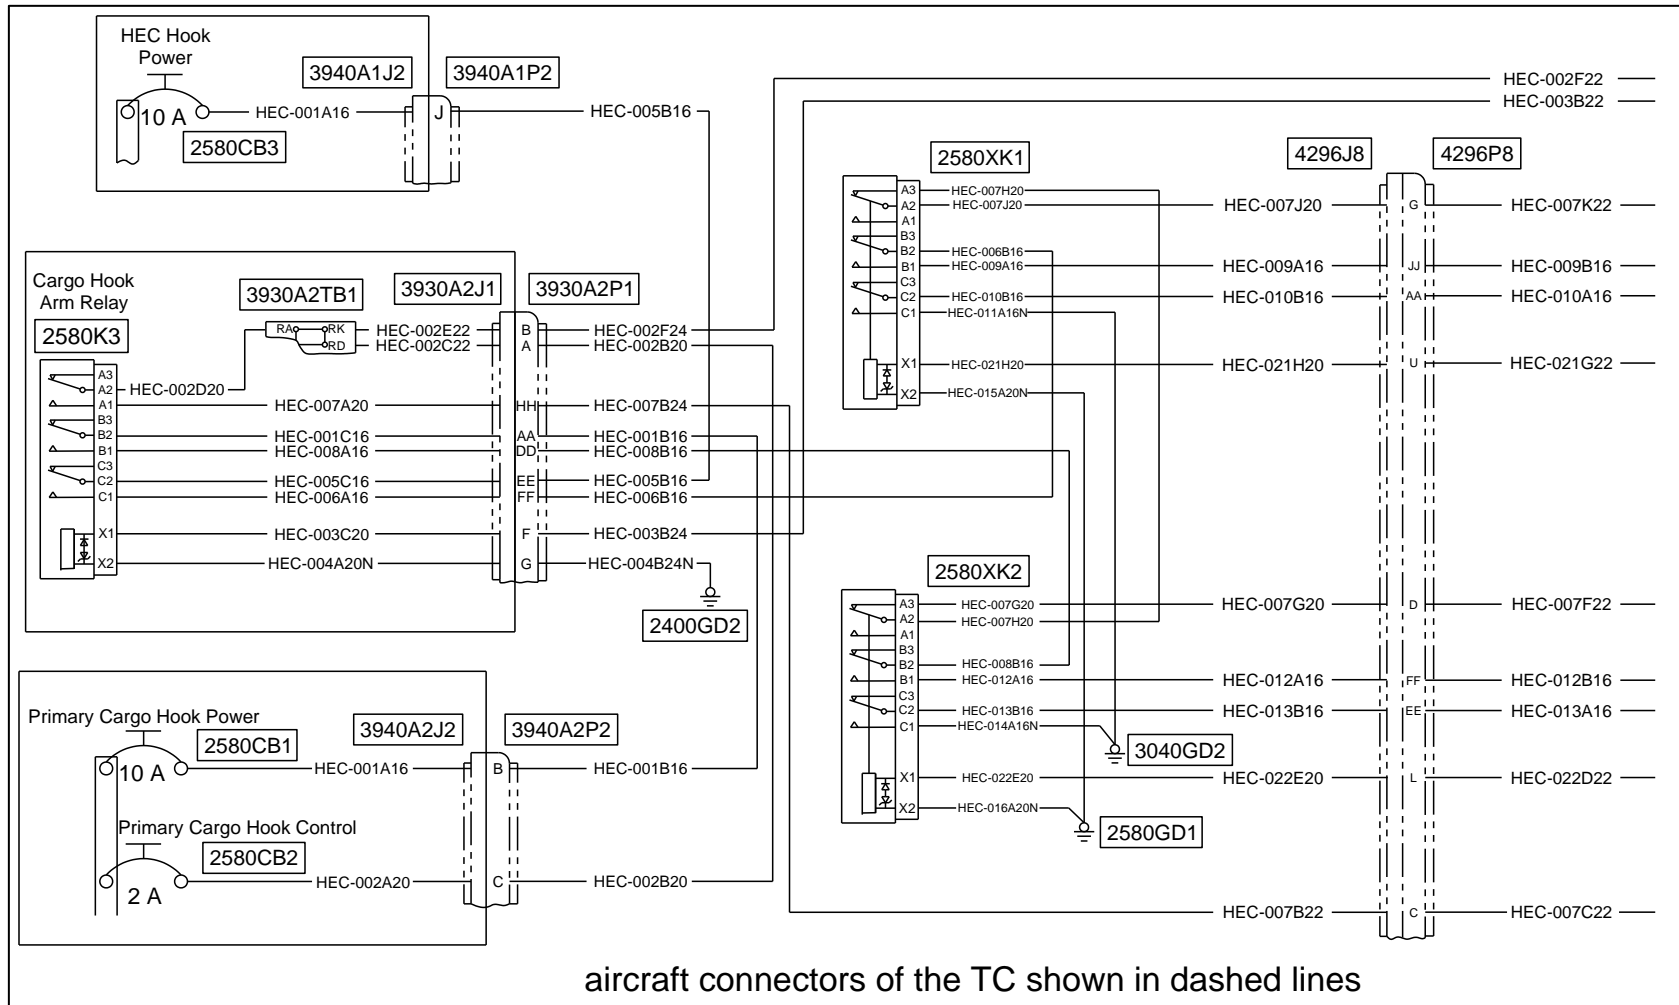 HEC Hook
Power
10 A
2580CB3
HEC-001A16
3940A1J2
3940A1P2
J
HEC-005B16
HEC-002F22
HEC-003B22
Cargo Hook
Arm Relay
2580K3
3930A2TB1
3930A2J1
3930A2P1
RA
RK
RD
HEC-002E22
B
HEC-002F24
HEC-002C22
A
HEC-002B20
A3
A2
HEC-002D20
A1
HEC-007A20
HH
HEC-007B24
B3
B2
HEC-001C16
AA
HEC-001B16
B1
HEC-008A16
DD
HEC-008B16
C3
C2
HEC-005C16
EE
HEC-005B16
C1
HEC-006A16
FF
HEC-006B16
X1
HEC-003C20
F
HEC-003B24
X2
HEC-004A20N
G
HEC-004B24N
2400GD2
Primary Cargo Hook Power
10 A
2580CB1
3940A2J2
3940A2P2
HEC-001A16
B
HEC-001B16
Primary Cargo Hook Control
2 A
2580CB2
HEC-002A20
C
HEC-002B20
2580XK1
A3
HEC-007H20
A2
HEC-007J20
A1
B3
B2
HEC-006B16
B1
HEC-009A16
C3
C2
HEC-010B16
C1
HEC-011A16N
X1
HEC-021H20
X2
HEC-015A20N
2580XK2
A3
HEC-007G20
A2
HEC-007H20
A1
B3
B2
HEC-008B16
B1
HEC-012A16
C3
C2
HEC-013B16
C1
HEC-014A16N
3040GD2
X1
HEC-022E20
X2
HEC-016A20N
2580GD1
4296J8
4296P8
HEC-007J20
G
HEC-007K22
HEC-009A16
JJ
HEC-009B16
HEC-010B16
AA
HEC-010A16
HEC-021H20
U
HEC-021G22
HEC-007G20
D
HEC-007F22
HEC-012A16
FF
HEC-012B16
HEC-013B16
EE
HEC-013A16
HEC-022E20
L
HEC-022D22
HEC-007B22
C
HEC-007C22
aircraft connectors of the TC shown in dashed lines